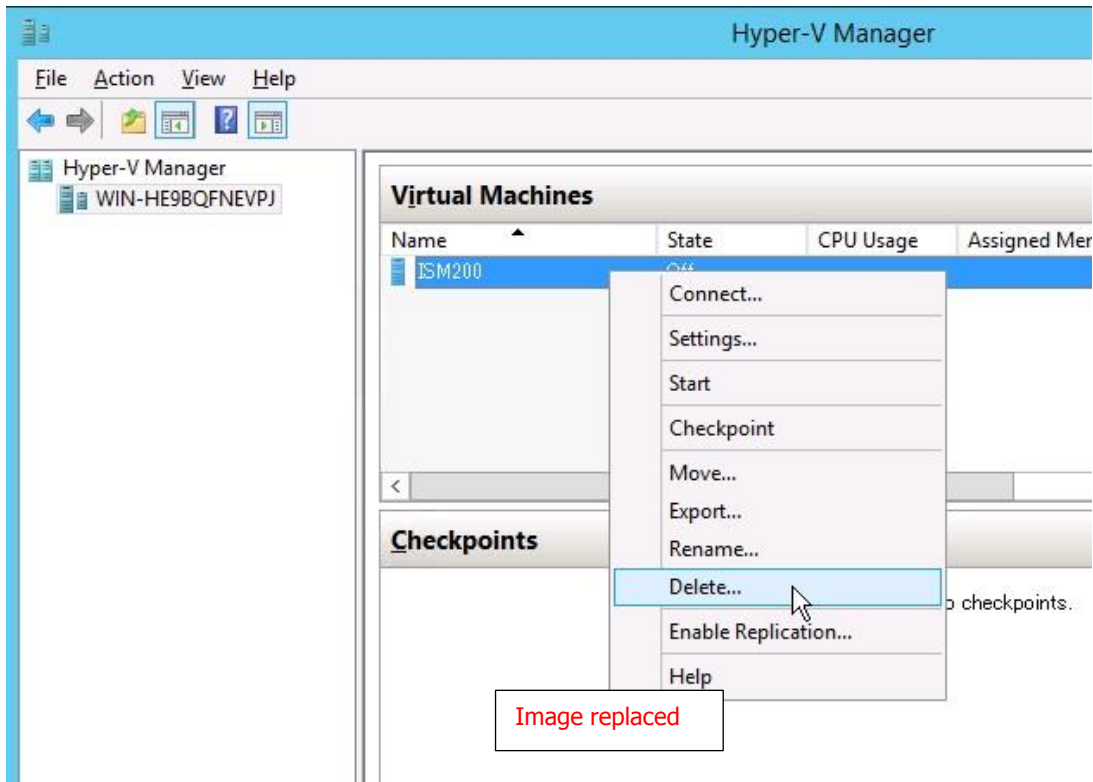 Hyper-V Manager
File Action View Help
Hyper-V Manager
WIN-HE9BQFNEVPJ
Virtual Machines
Name State CPU Usage Assigned Mer
ISM200 Off
Connect...
Settings...
Start
Checkpoint
Move...
Export...
Rename...
Delete...
Enable Replication...
Help
Checkpoints
o checkpoints.
Image replaced